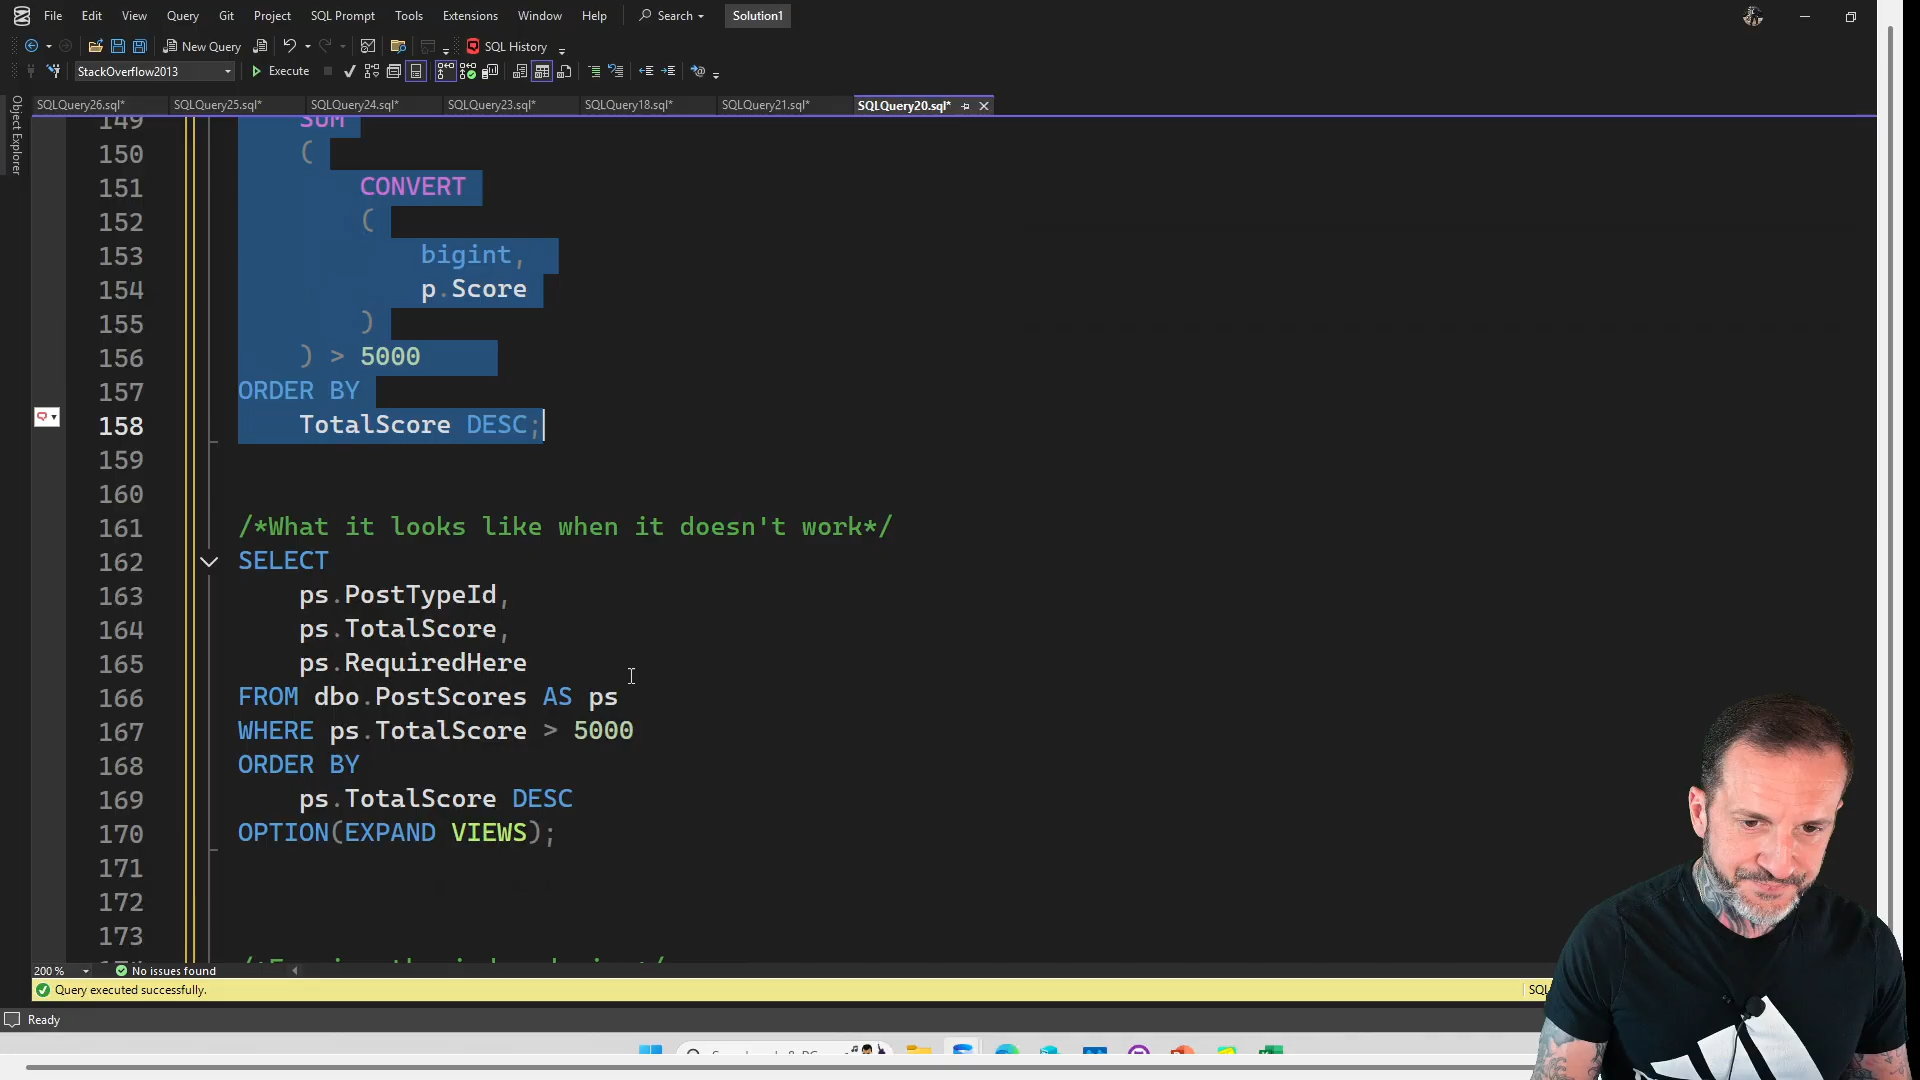 File Edit View Query Git Project SQL Prompt Tools Extensions Window Help Search Solution1
New Query SQL History
StackOverflow2013 Execute
SQLQuery26.sql* SQLQuery25.sql* SQLQuery24.sql* SQLQuery23.sql* SQLQuery18.sql* SQLQuery21.sql* SQLQuery20.sql*
Object Explorer
149 SUM
150 (
151 CONVERT
152 (
153 bigint,
154 p.Score
155 )
156 ) > 5000
157 ORDER BY
158 TotalScore DESC;
159
160
161 /*What it looks like when it doesn't work*/
162 SELECT
163 ps.PostTypeId,
164 ps.TotalScore,
165 ps.RequiredHere
166 FROM dbo.PostScores AS ps
167 WHERE ps.TotalScore > 5000
168 ORDER BY
169 ps.TotalScore DESC
170 OPTION(EXPAND VIEWS);
171
172
173
200 % No issues found
Query executed successfully.
Ready